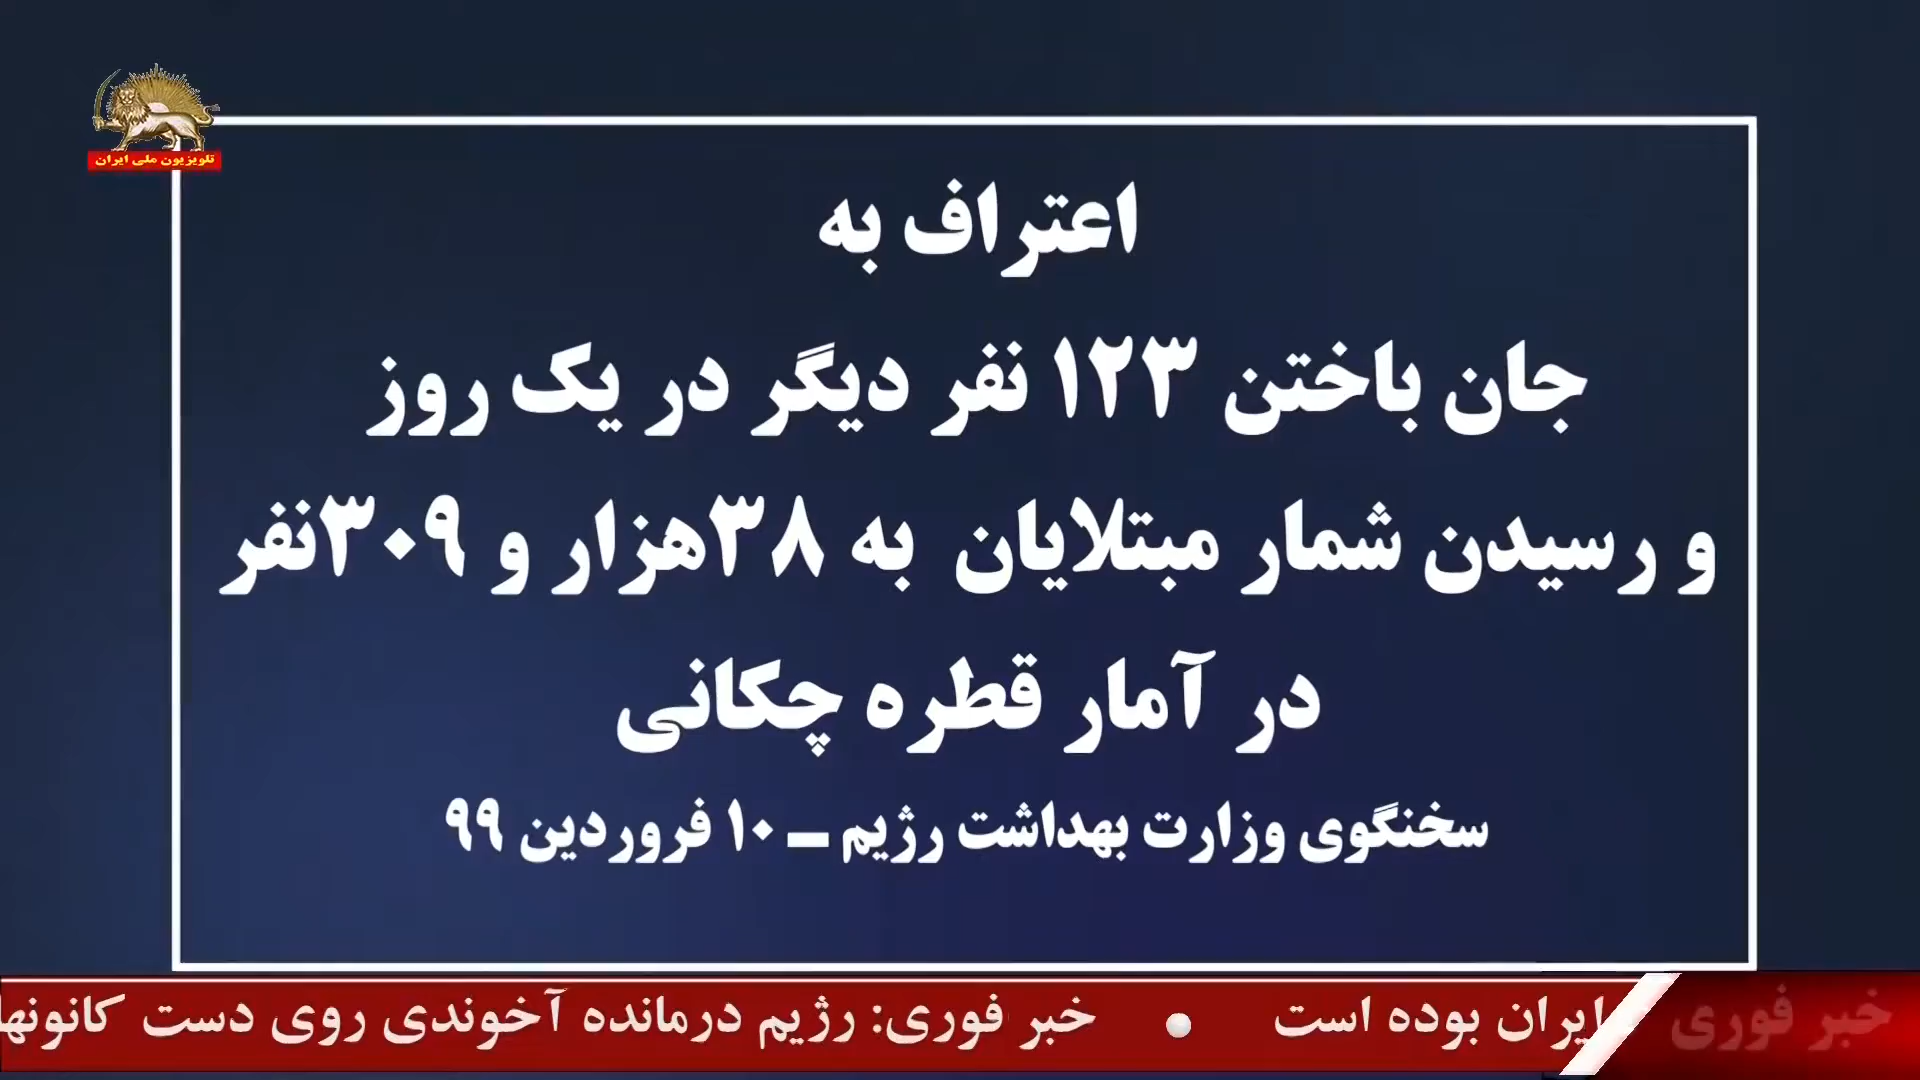 تلویزیون ملی ایران
اعتراف به
جان باختن ۱۲۳ نفر دیگر در یک روز
و رسیدن شمار مبتلایان به ۳۸هزار و ۳۰۹نفر
در آمار قطره چکانی
سخنگوی وزارت بهداشت رژیم ــ ۱۰ فروردین ۹۹
خبر فوری
ایران بوده است ● خبر فوری: رژیم درمانده آخوندی روی دست کانونها